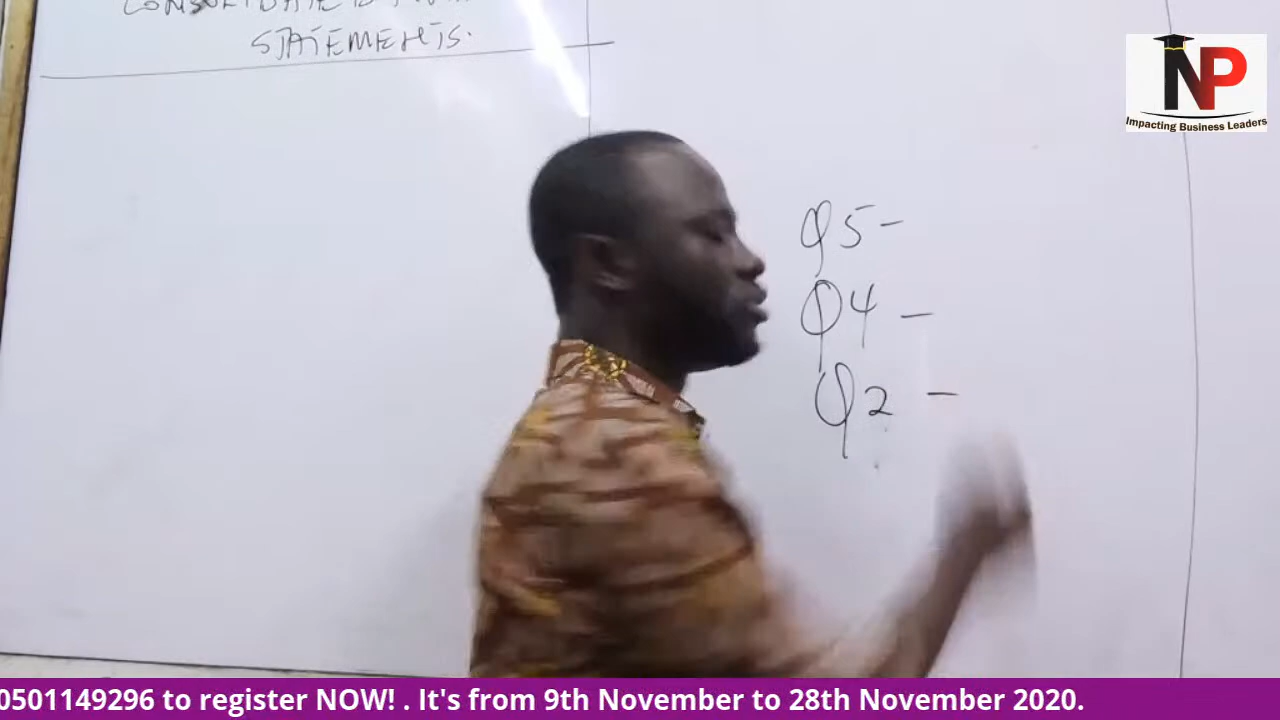 STATEMENTS.
NP
Impacting Business Leaders
Q5-
Q4 -
Q2 -
0501149296 to register NOW! . It's from 9th November to 28th November 2020.